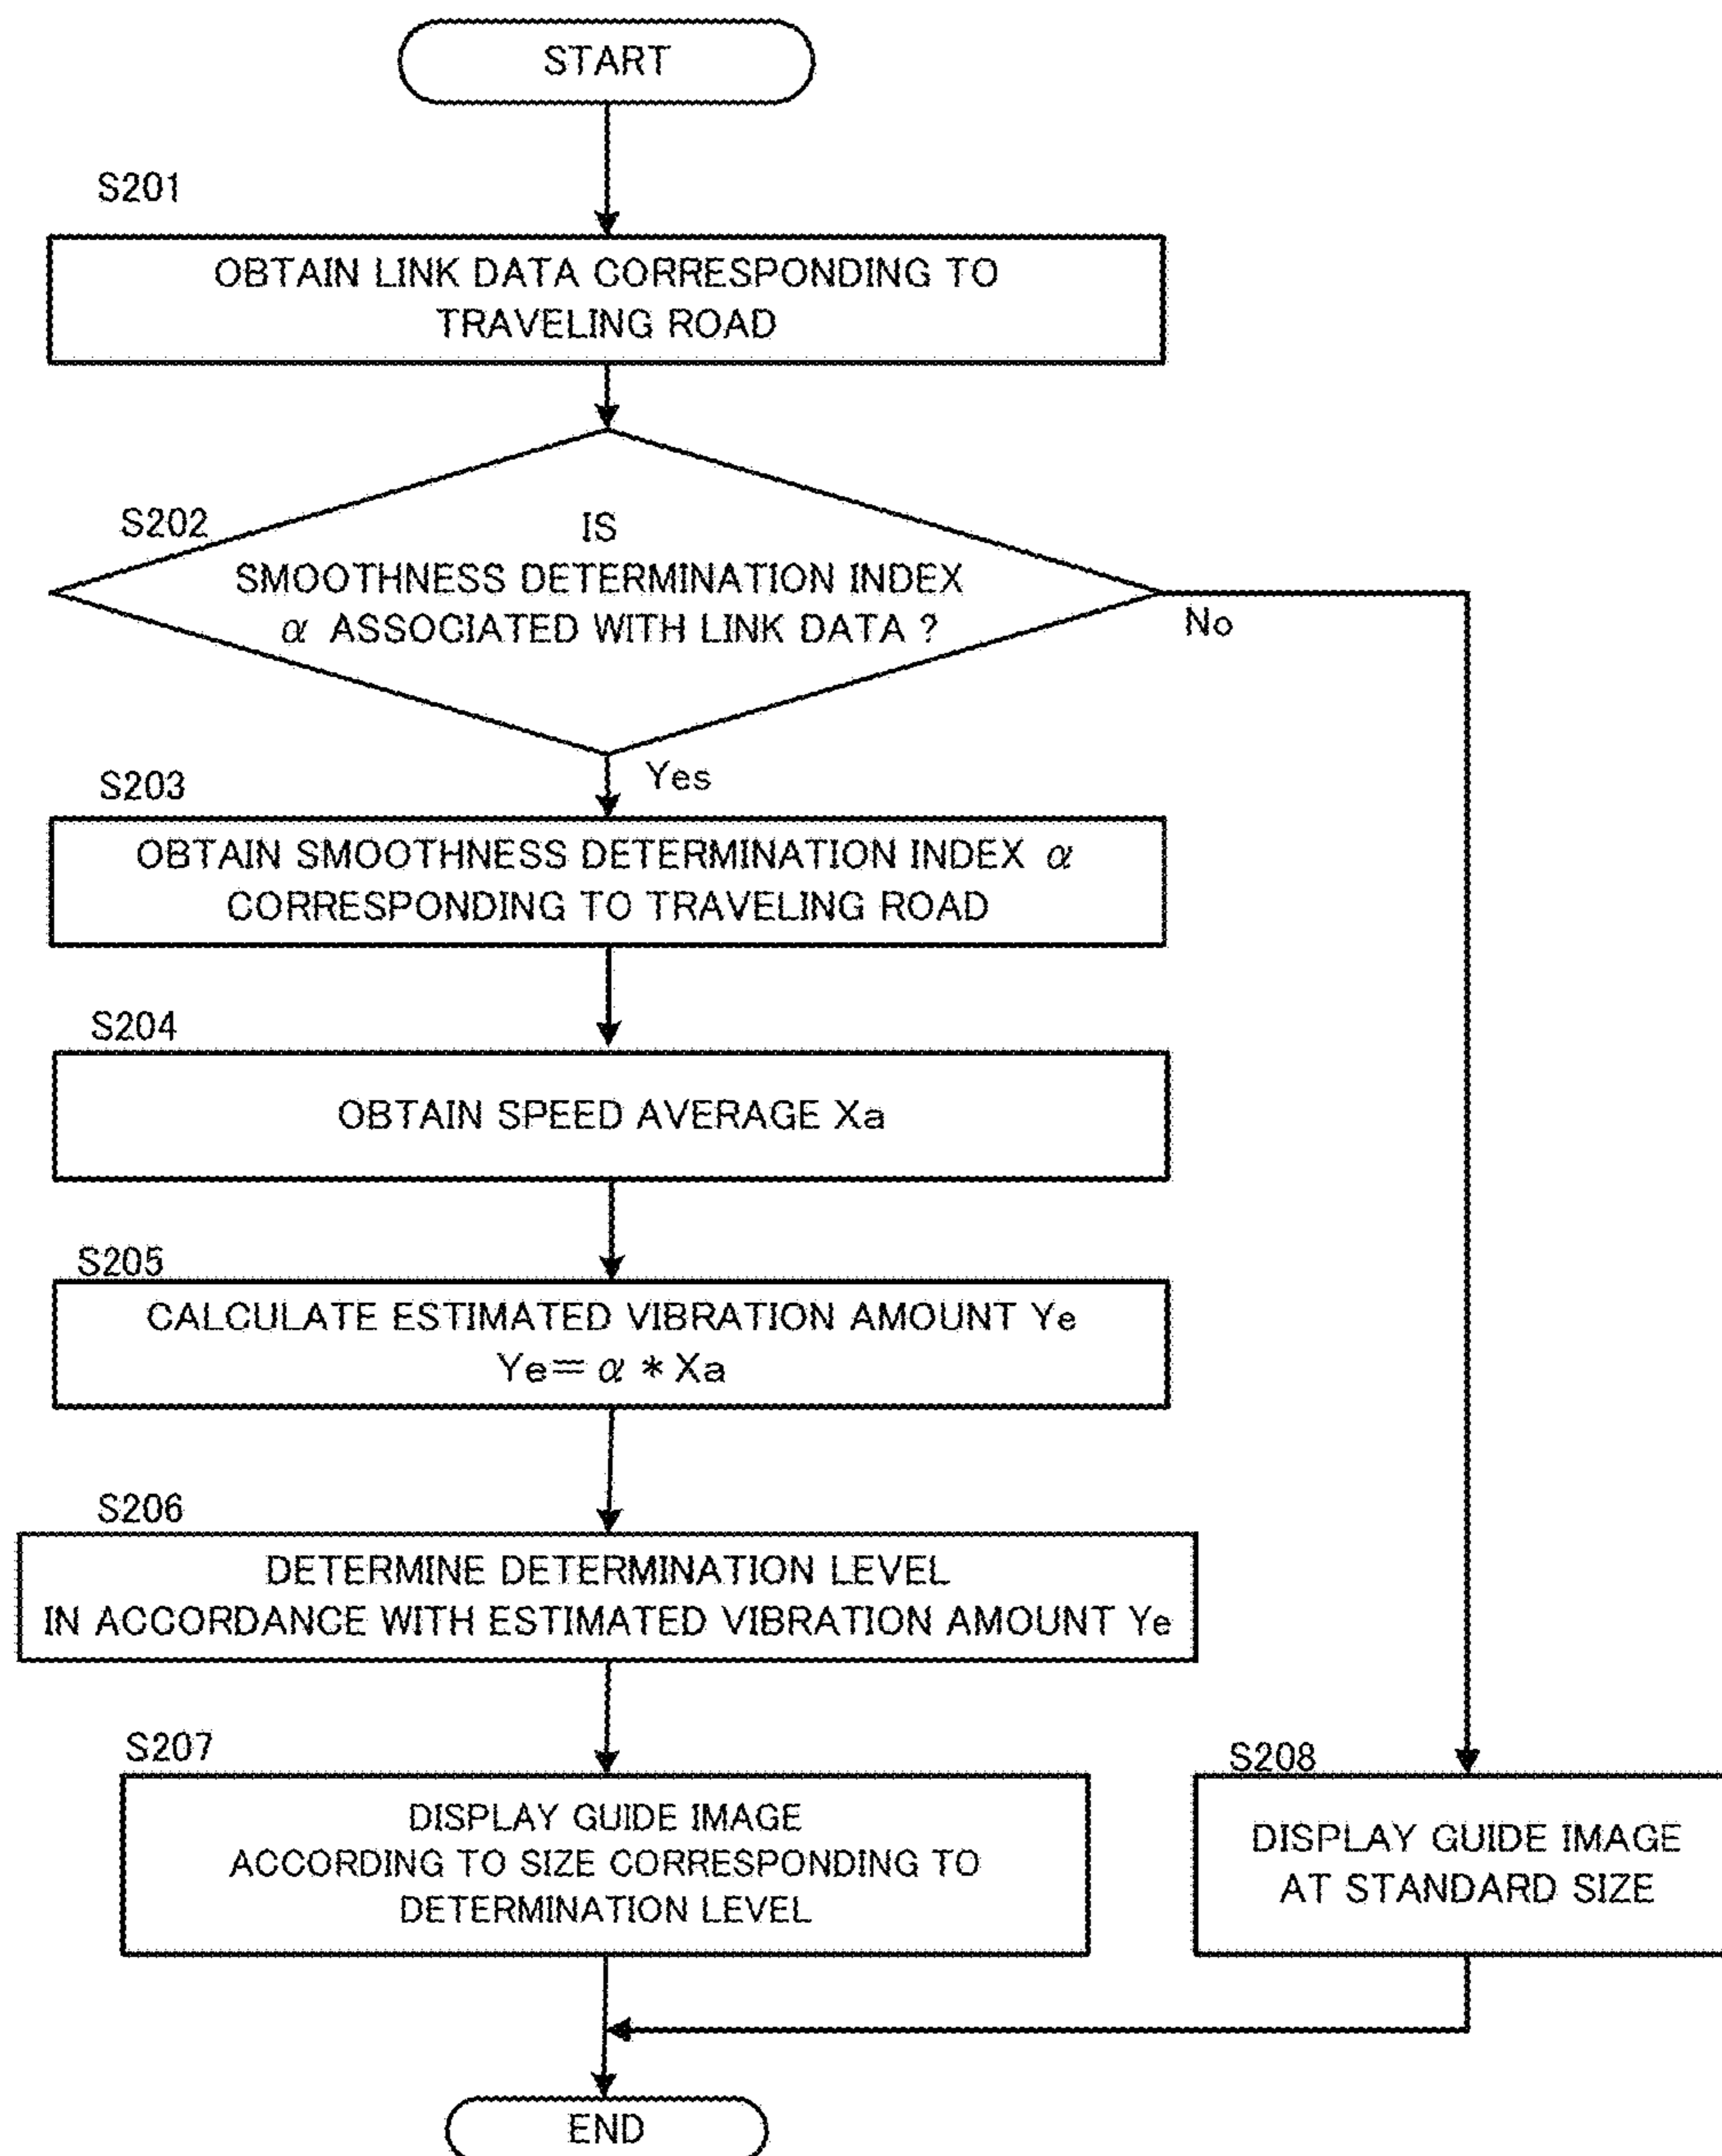 START
S201
OBTAIN LINK DATA CORRESPONDING TO
TRAVELING ROAD
S202
IS
SMOOTHNESS DETERMINATION INDEX
α ASSOCIATED WITH LINK DATA ?
No
Yes
S203
OBTAIN SMOOTHNESS DETERMINATION INDEX α
CORRESPONDING TO TRAVELING ROAD
S204
OBTAIN SPEED AVERAGE Xa
S205
CALCULATE ESTIMATED VIBRATION AMOUNT Ye
Ye=α*Xa
S206
DETERMINE DETERMINATION LEVEL
IN ACCORDANCE WITH ESTIMATED VIBRATION AMOUNT Ye
S207
DISPLAY GUIDE IMAGE
ACCORDING TO SIZE CORRESPONDING TO
DETERMINATION LEVEL
S208
DISPLAY GUIDE IMAGE
AT STANDARD SIZE
END